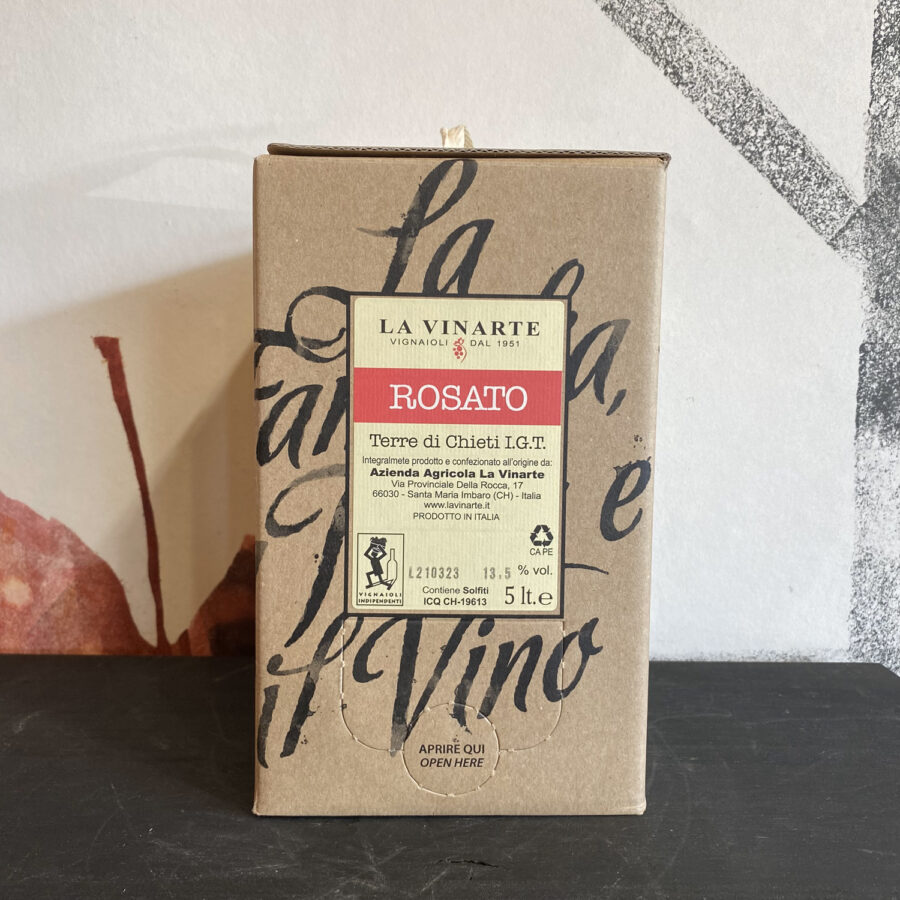 La
LA VINARTE
VIGNAIOLI DAL 1951
ROSATO
Terre di Chieti I.G.T.
Integralmete prodotto e confezionato all'origine da:
Azienda Agricola La Vinarte
Via Provinciale Della Rocca, 17
66030 - Santa Maria Imbaro (CH) - Italia
www.lavinarte.it
PRODOTTO IN ITALIA
e
CA PE
L210323 13.5 % vol.
VIGNAIOLI
INDIPENDENTI
Contiene Solfiti
ICQ CH-19613
5 lt.e
il Vino
APRIRE QUI
OPEN HERE